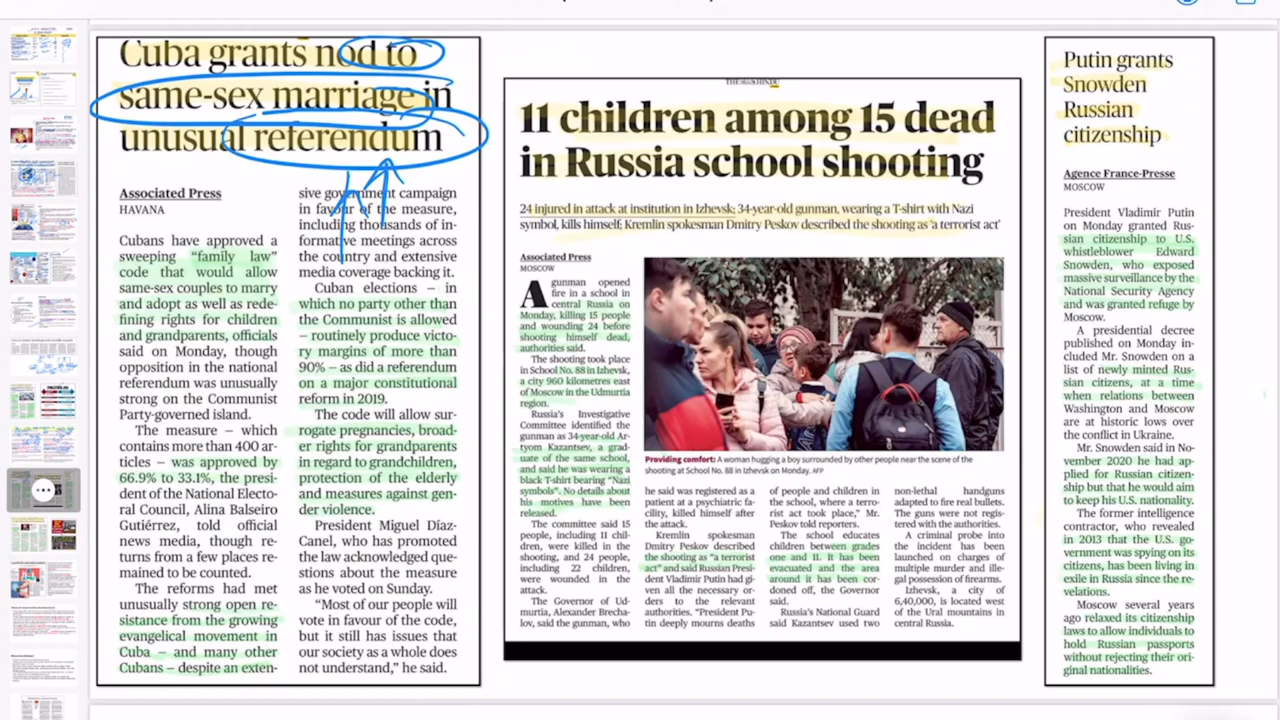 Cuba grants nod to
same-sex marriage in
unusual referendum
Associated Press
HAVANA
Cubans have approved a
sweeping “family law”
code that would allow
same-sex couples to marry
and adopt as well as rede-
fining rights for children
and grandparents, officials
said on Monday, though
opposition in the national
referendum was unusually
strong on the Communist
Party-governed island.
The measure – which
contains more than 400 ar-
ticles – was approved by
66.9% to 33.1%, the presi-
dent of the National Electo-
ral Council, Alina Balseiro
Gutiérrez, told official
news media, though re-
turns from a few places re-
mained to be counted.
The reforms had met
unusually strong open re-
sistance from the growing
evangelical movement in
Cuba – and many other
Cubans – despite an exten-
sive government campaign
in favour of the measure,
including thousands of in-
formative meetings across
the country and extensive
media coverage backing it.
Cuban elections – in
which no party other than
the Communist is allowed
– routinely produce victo-
ry margins of more than
90% – as did a referendum
on a major constitutional
reform in 2019.
The code will allow sur-
rogate pregnancies, broad-
er rights for grandparents
in regard to grandchildren,
protection of the elderly
and measures against gen-
der violence.
President Miguel Díaz-
Canel, who has promoted
the law acknowledged que-
stions about the measure
as he voted on Sunday.
“Most of our people will
vote in favour of the code,
but it still has issues that
our society as a whole does
not understand,” he said.
THE HINDU
11 children among 15 dead
in Russia school shooting
24 injured in attack at institution in Izhevsk; 34-year-old gunman, wearing a T-shirt with Nazi
symbol, kills himself; Kremlin spokesman Dmitry Peskov described the shooting as ‘a terrorist act’
Associated Press
MOSCOW
A gunman opened
fire in a school in
central Russia on
Monday, killing 15 people
and wounding 24 before
shooting himself dead,
authorities said.
The shooting took place
in School No. 88 in Izhevsk,
a city 960 kilometres east
of Moscow in the Udmurtia
region.
Russia’s Investigative
Committee identified the
gunman as 34-year-old Ar-
tyom Kazantsev, a grad-
uate of the same school,
and said he was wearing a
black T-shirt bearing “Nazi
symbols”. No details about
his motives have been
released.
The committee said 15
people, including 11 chil-
dren, were killed in the
shooting, and 24 people,
including 22 children,
were wounded in the
attack.
The Governor of Ud-
murtia, Alexander Brecha-
lov, said the gunman, who
Providing comfort: A woman hugging a boy surrounded by other people near the scene of the
shooting at School No. 88 in Izhevsk on Monday. AFP
he said was registered as a
patient at a psychiatric fa-
cility, killed himself after
the attack.
Kremlin spokesman
Dmitry Peskov described
the shooting as “a terrorist
act” and said Russian Presi-
dent Vladimir Putin had gi-
ven all the necessary or-
ders to the relevant
authorities. “President Pu-
tin deeply mourns deaths
of people and children in
the school, where a terro-
rist act took place,” Mr.
Peskov told reporters.
The school educates
children between grades
one and 11. It has been
evacuated and the area
around it has been cor-
doned off, the Governor
said.
Russia’s National Guard
said Kazantsev used two
non-lethal handguns
adapted to fire real bullets.
The guns were not regis-
tered with the authorities.
A criminal probe into
the incident has been
launched on charges of
multiple murder and ille-
gal possession of firearms.
Izhevsk, a city of
6,40,000, is located west
of the Ural mountains in
central Russia.
Putin grants
Snowden
Russian
citizenship
Agence France-Presse
MOSCOW
President Vladimir Putin
on Monday granted Rus-
sian citizenship to U.S.
whistleblower Edward
Snowden, who exposed
massive surveillance by the
National Security Agency
and was granted refuge by
Moscow.
A presidential decree
published on Monday in-
cluded Mr. Snowden on a
list of newly minted Rus-
sian citizens, at a time
when relations between
Washington and Moscow
are at historic lows over
the conflict in Ukraine.
Mr. Snowden said in No-
vember 2020 he had ap-
plied for Russian citizen-
ship but that he would aim
to keep his U.S. nationality.
The former intelligence
contractor, who revealed
in 2013 that the U.S. go-
vernment was spying on its
citizens, has been living in
exile in Russia since the re-
velations.
Moscow several years
ago relaxed its citizenship
laws to allow individuals to
hold Russian passports
without rejecting their ori-
ginal nationalities.